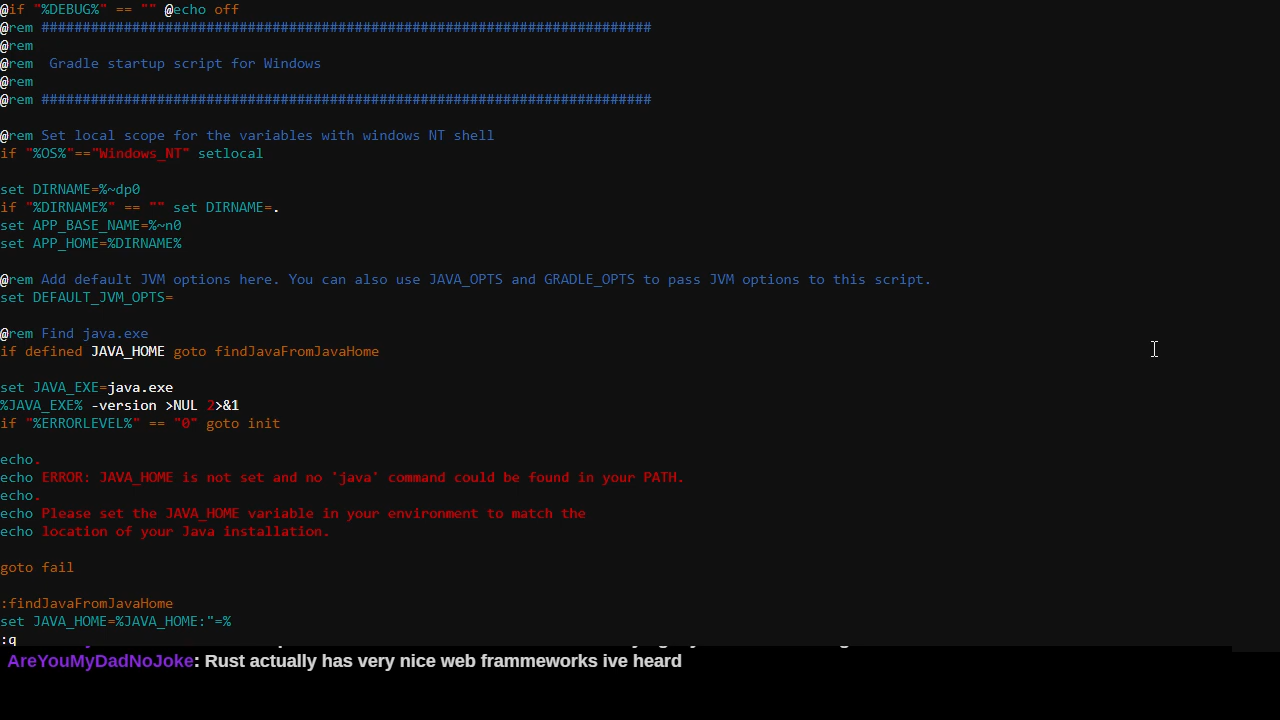 @if "%DEBUG%" == "" @echo off
@rem ##########################################################################
@rem
@rem  Gradle startup script for Windows
@rem
@rem ##########################################################################
@rem Set local scope for the variables with windows NT shell
if "%OS%"=="Windows_NT" setlocal
set DIRNAME=%~dp0
if "%DIRNAME%" == "" set DIRNAME=.
set APP_BASE_NAME=%~n0
set APP_HOME=%DIRNAME%
@rem Add default JVM options here. You can also use JAVA_OPTS and GRADLE_OPTS to pass JVM options to this script.
set DEFAULT_JVM_OPTS=
@rem Find java.exe
if defined JAVA_HOME goto findJavaFromJavaHome
set JAVA_EXE=java.exe
%JAVA_EXE% -version >NUL 2>&1
if "%ERRORLEVEL%" == "0" goto init
echo.
echo ERROR: JAVA_HOME is not set and no 'java' command could be found in your PATH.
echo.
echo Please set the JAVA_HOME variable in your environment to match the
echo location of your Java installation.
goto fail
:findJavaFromJavaHome
set JAVA_HOME=%JAVA_HOME:"=%
:q
AreYouMyDadNoJoke: Rust actually has very nice web frammeworks ive heard